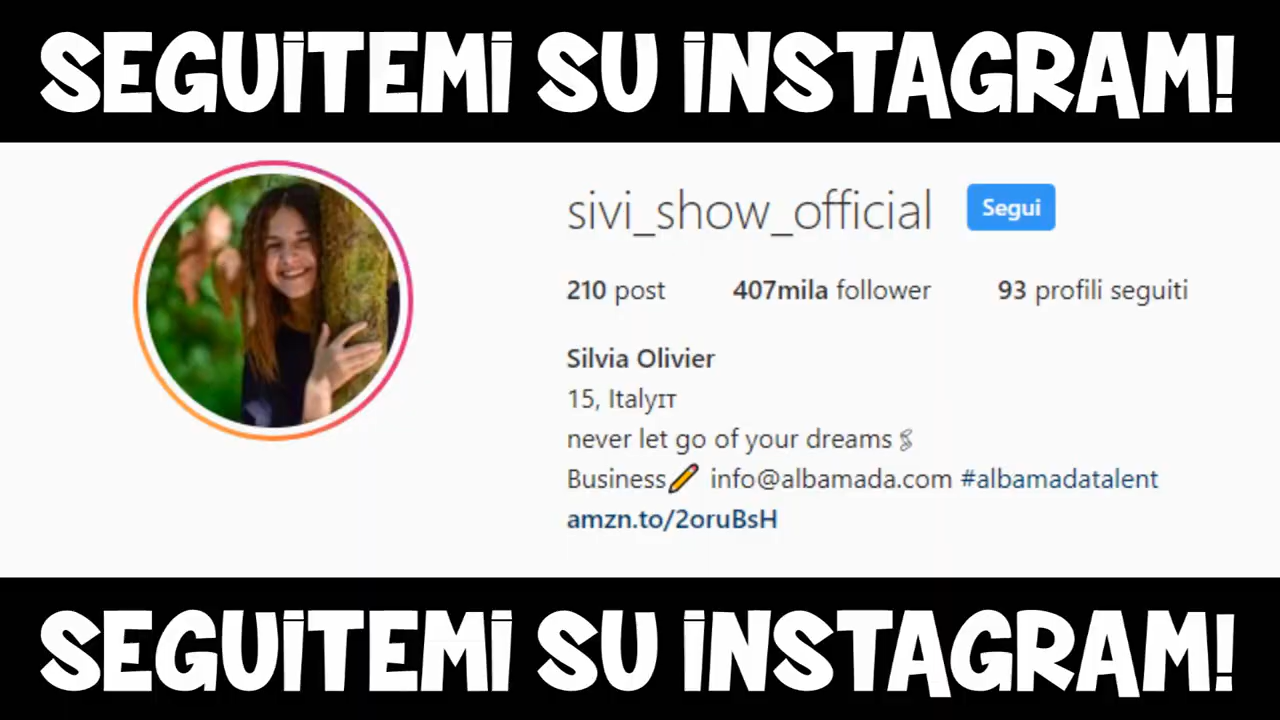 SEGUITEMI SU INSTAGRAM!
sivi_show_official Segui
210 post 407mila follower 93 profili seguiti
Silvia Olivier
15, ItalyIT
never let go of your dreams
Business✏️ info@albamada.com #albamadatalent
amzn.to/2oruBsH
SEGUITEMI SU INSTAGRAM!